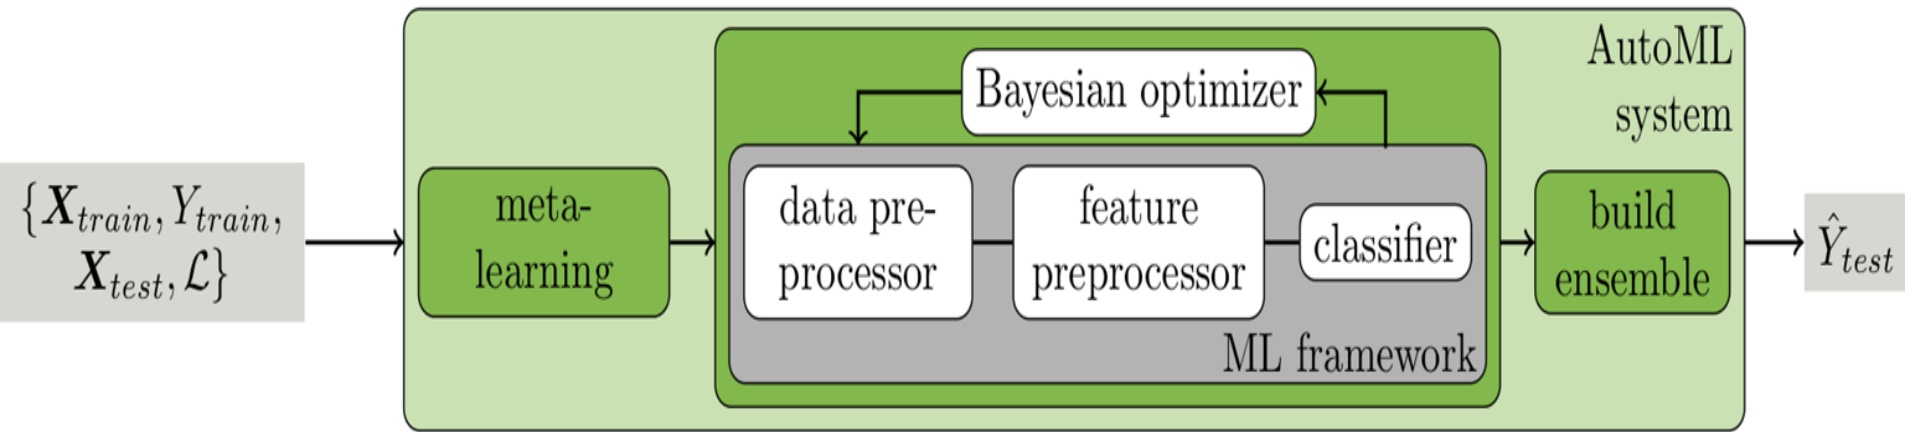 {X_train, Y_train,
X_test, ℒ}
meta-
learning
Bayesian optimizer
data pre-
processor
feature
preprocessor
classifier
ML framework
AutoML
system
build
ensemble
Ŷ_test